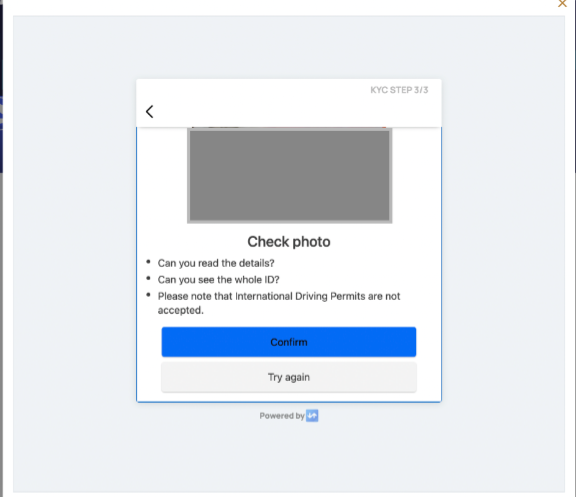 KYC STEP 3/3
Check photo
• Can you read the details?
• Can you see the whole ID?
• Please note that International Driving Permits are not
accepted.
Confirm
Try again
Powered by